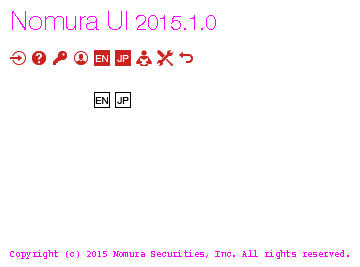 Nomura UI 2015.1.0
? EN JP
EN JP
Copyright (c) 2015 Nomura Securities, Inc. All rights reserved.